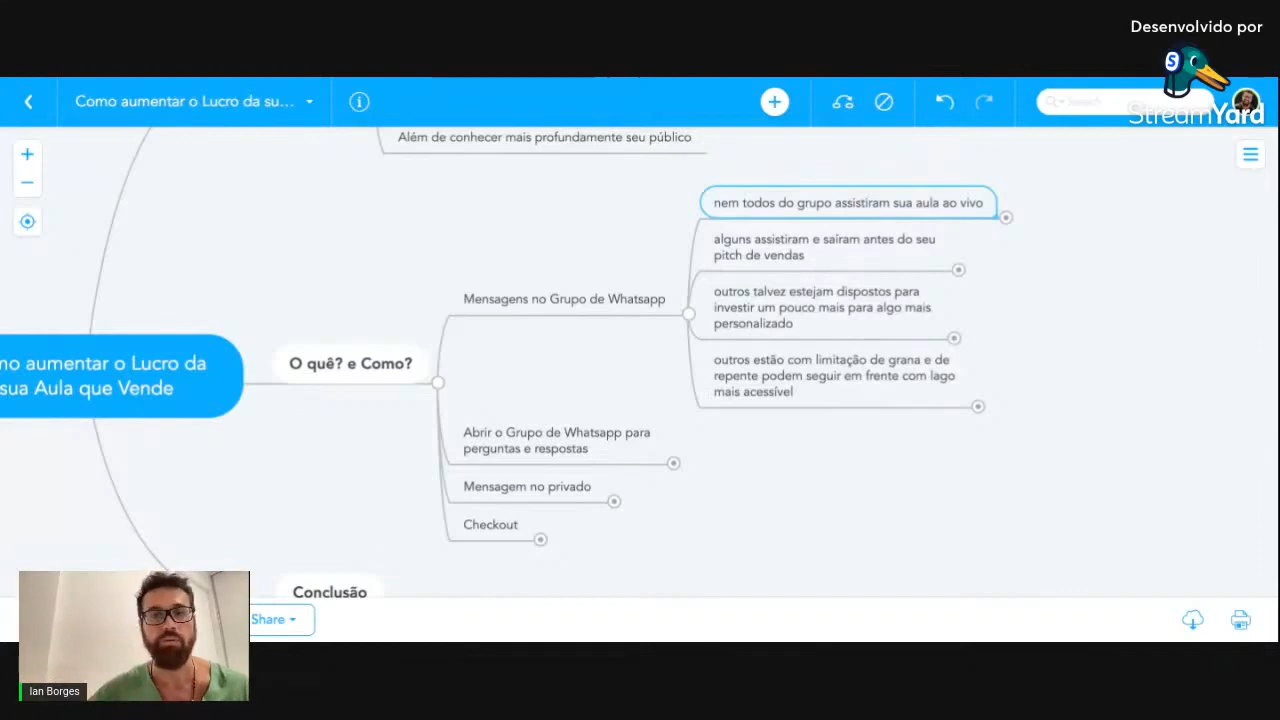 Desenvolvido por
StreamYard
Como aumentar o Lucro da su...
Search
Além de conhecer mais profundamente seu público
nem todos do grupo assistiram sua aula ao vivo
alguns assistiram e saíram antes do seu
pitch de vendas
Mensagens no Grupo de Whatsapp
outros talvez estejam dispostos para
investir um pouco mais para algo mais
personalizado
outros estão com limitação de grana e de
repente podem seguir em frente com lago
mais acessível
mo aumentar o Lucro da
sua Aula que Vende
O quê? e Como?
Abrir o Grupo de Whatsapp para
perguntas e respostas
Mensagem no privado
Checkout
Conclusão
Share
Ian Borges